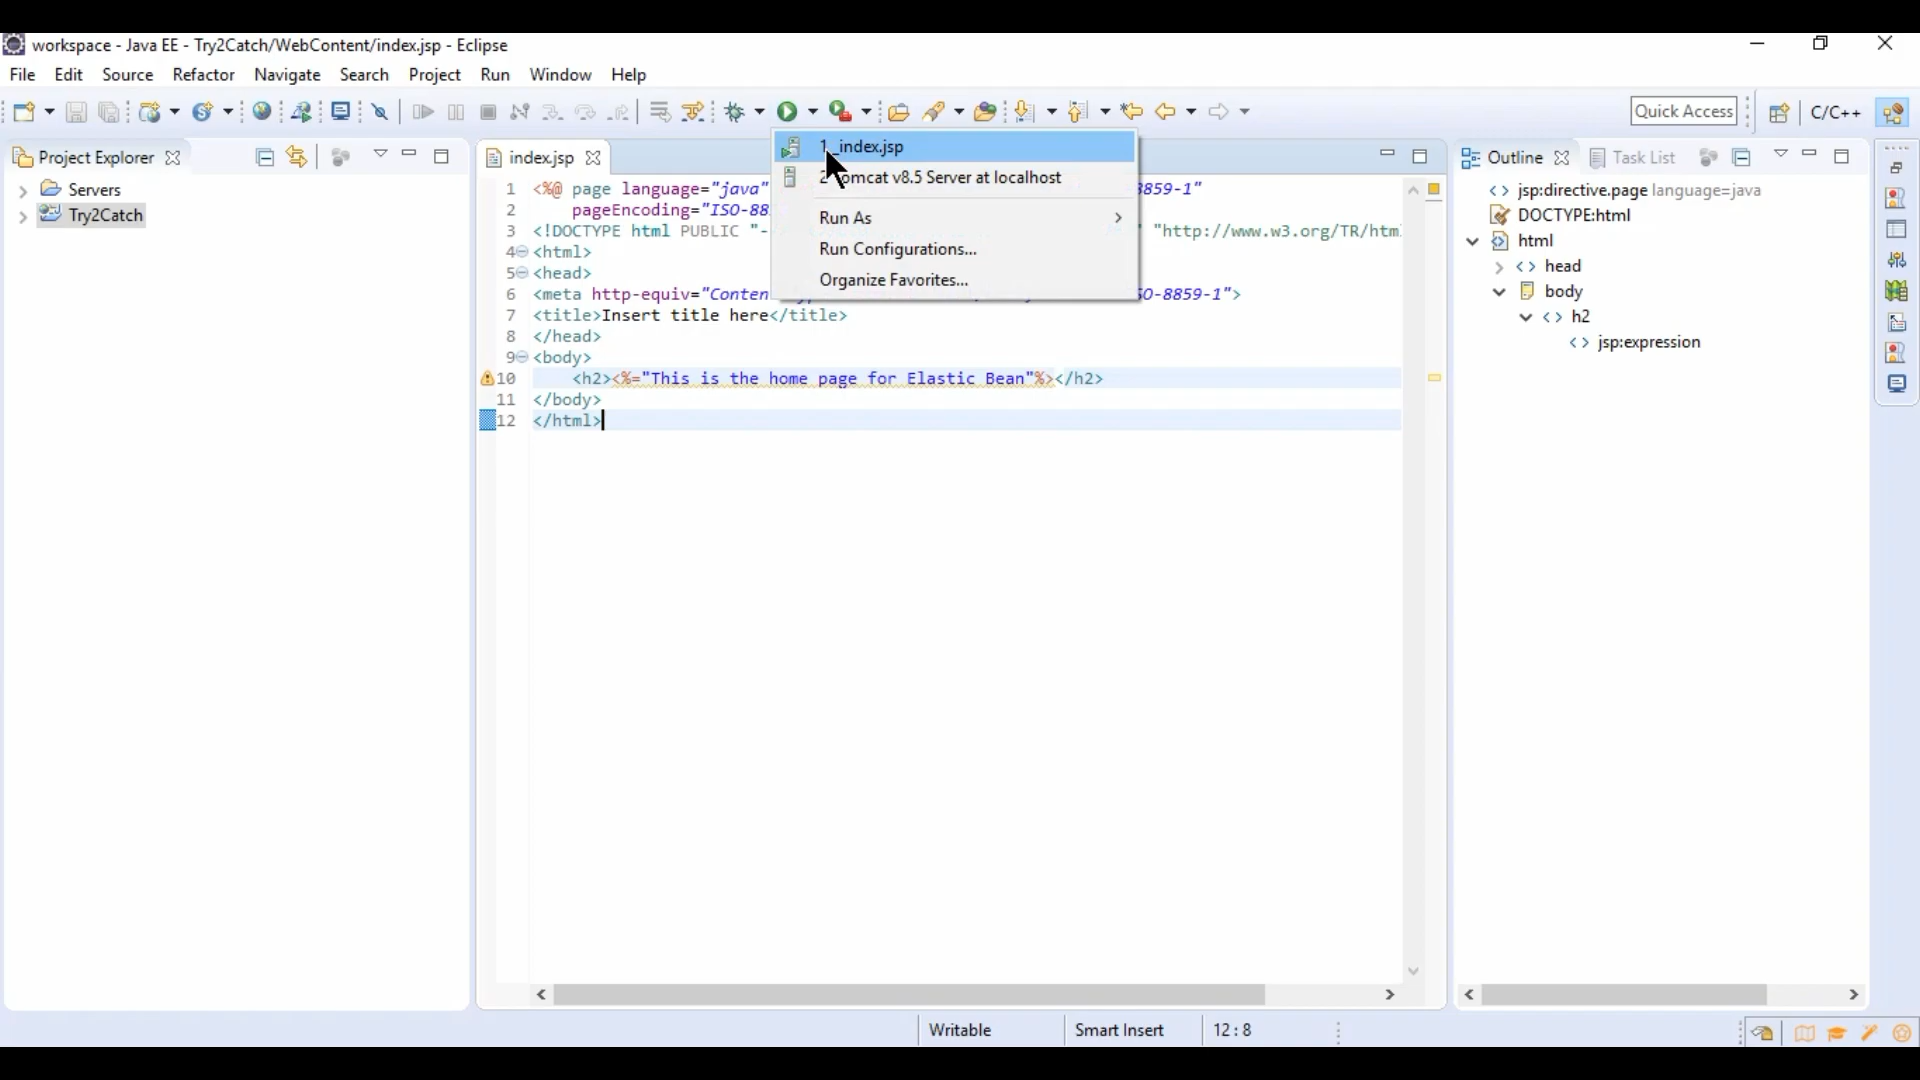 workspace - Java EE - Try2Catch/WebContent/index.jsp - Eclipse
File Edit Source Refactor Navigate Search Project Run Window Help
Quick Access C/C++
Project Explorer
Servers
Try2Catch
index.jsp
1 <%@ page language="java" 8859-1"
2 pageEncoding="ISO-88
3 <!DOCTYPE html PUBLIC "- " "http://www.w3.org/TR/htm
4 <html>
5 <head>
6 <meta http-equiv="Conten SO-8859-1">
7 <title>Insert title here</title>
8 </head>
9 <body>
10 <h2><%="This is the home page for Elastic Bean"%></h2>
11 </body>
12 </html>
1 _index.jsp
2 omcat v8.5 Server at localhost
Run As
Run Configurations...
Organize Favorites...
Outline Task List
jsp:directive.page language=java
DOCTYPE:html
html
head
body
h2
jsp:expression
Writable Smart Insert 12 : 8